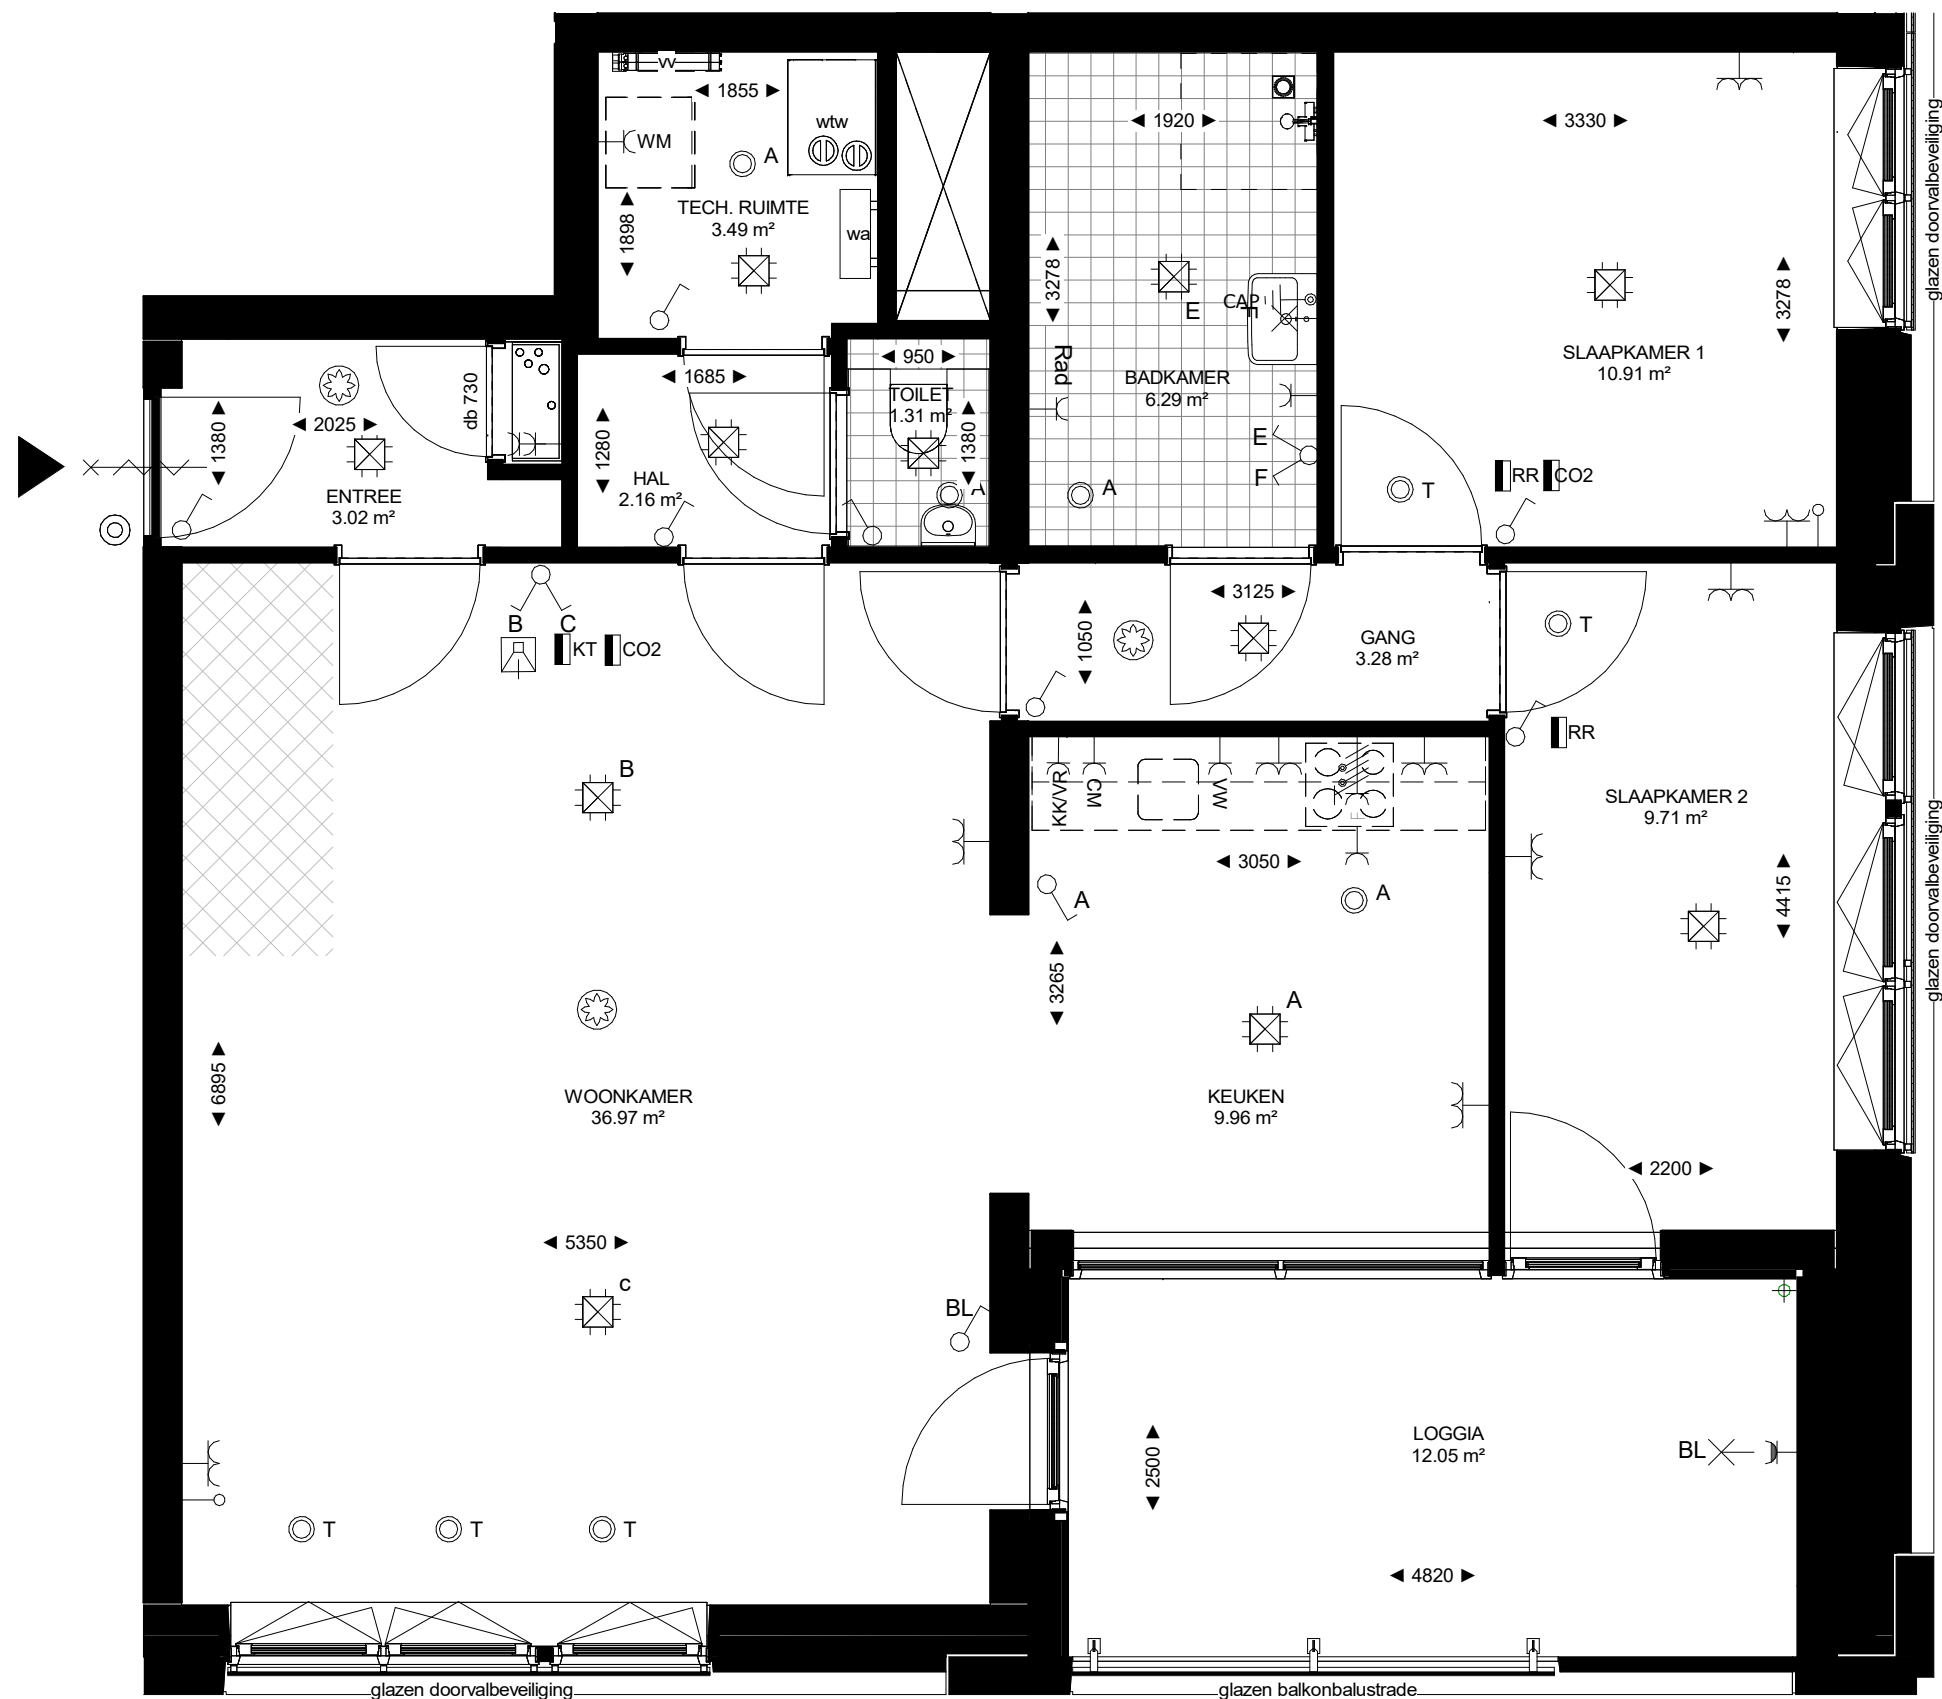 vv
◄ 1855 ►
wtw
WM
A
TECH. RUIMTE
3.49 m²
◄ 1898 ►
wa
◄ 1920 ►
◄ 3278 ►
E
CAP
F
Rad
BADKAMER
6.29 m²
E
F
A
◄ 3330 ►
◄ 3278 ►
SLAAPKAMER 1
10.91 m²
T
RR
CO2
glazen doorvalbeveiliging
db 730
◄ 2025 ►
◄ 1380 ►
ENTREE
3.02 m²
◄ 1685 ►
◄ 1280 ►
HAL
2.16 m²
◄ 950 ►
TOILET
1.31 m²
◄ 1380 ►
A
B
C
KT
CO2
◄ 3125 ►
◄ 1050 ►
GANG
3.28 m²
T
RR
B
KK/VR
CM
VW
◄ 3050 ►
A
A
◄ 3265 ►
A
SLAAPKAMER 2
9.71 m²
◄ 4415 ►
glazen doorvalbeveiliging
◄ 6895 ►
WOONKAMER
36.97 m²
KEUKEN
9.96 m²
◄ 2200 ►
◄ 5350 ►
c
BL
LOGGIA
12.05 m²
BL
◄ 2500 ►
T
T
T
◄ 4820 ►
glazen doorvalbeveiliging
glazen balkonbalustrade